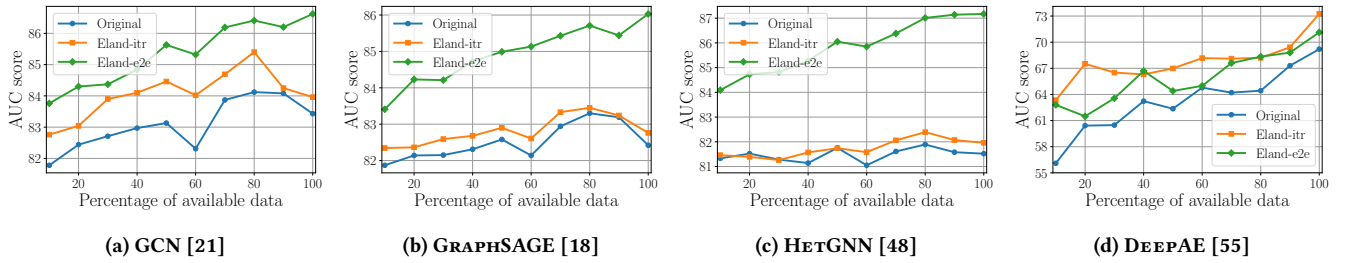 AUC score
86
85
84
83
82
Original
Eland-itr
Eland-e2e
20
40
60
80
100
Percentage of available data
(a) GCN [21]
AUC score
86
85
84
83
82
Original
Eland-itr
Eland-e2e
20
40
60
80
100
Percentage of available data
(b) GraphSAGE [18]
AUC score
87
86
85
84
83
82
81
Original
Eland-itr
Eland-e2e
20
40
60
80
100
Percentage of available data
(c) HetGNN [48]
AUC score
73
70
67
64
61
58
55
Original
Eland-itr
Eland-e2e
20
40
60
80
100
Percentage of available data
(d) DeepAE [55]